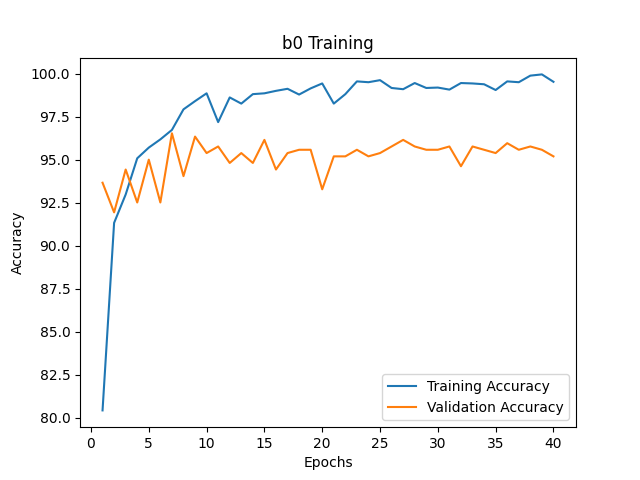 b0 Training
100.0
97.5
95.0
92.5
90.0
87.5
85.0
82.5
80.0
Accuracy
0 5 10 15 20 25 30 35 40
Epochs
Training Accuracy
Validation Accuracy